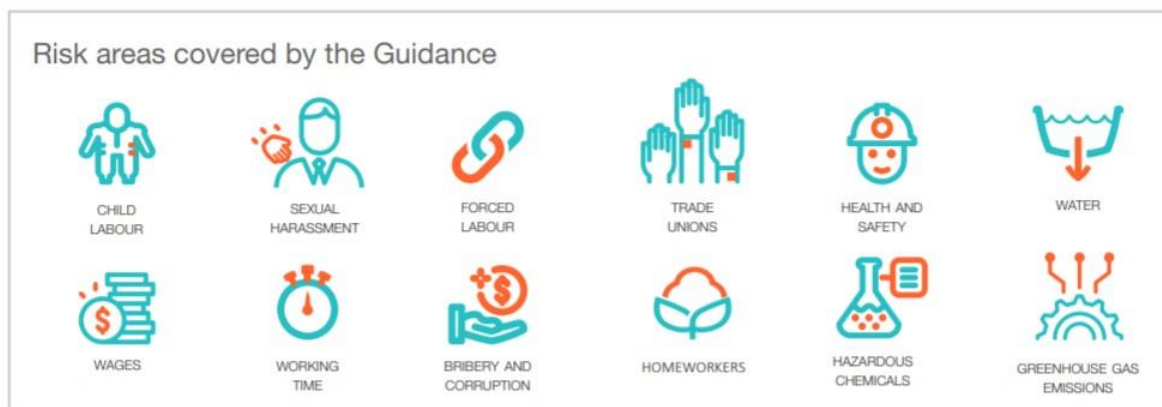 Risk areas covered by the Guidance
CHILD
LABOUR
SEXUAL
HARASSMENT
FORCED
LABOUR
TRADE
UNIONS
HEALTH AND
SAFETY
WATER
$
WAGES
WORKING
TIME
$
BRIBERY AND
CORRUPTION
HOMEWORKERS
HAZARDOUS
CHEMICALS
GREENHOUSE GAS
EMISSIONS